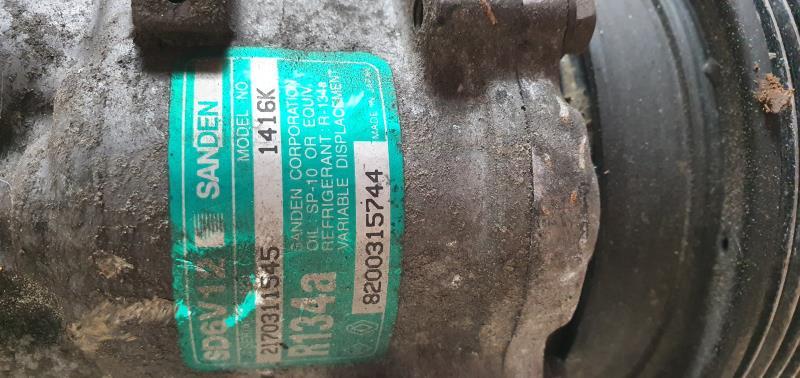 SD6V12 SANDEN
MODEL NO.
2170311545 1416K
R134a
SANDEN CORPORATION
OIL: SP-10 OR EQUIV.
REFRIGERANT R-134a
VARIABLE DISPLACEMENT
8200315744 MADE IN